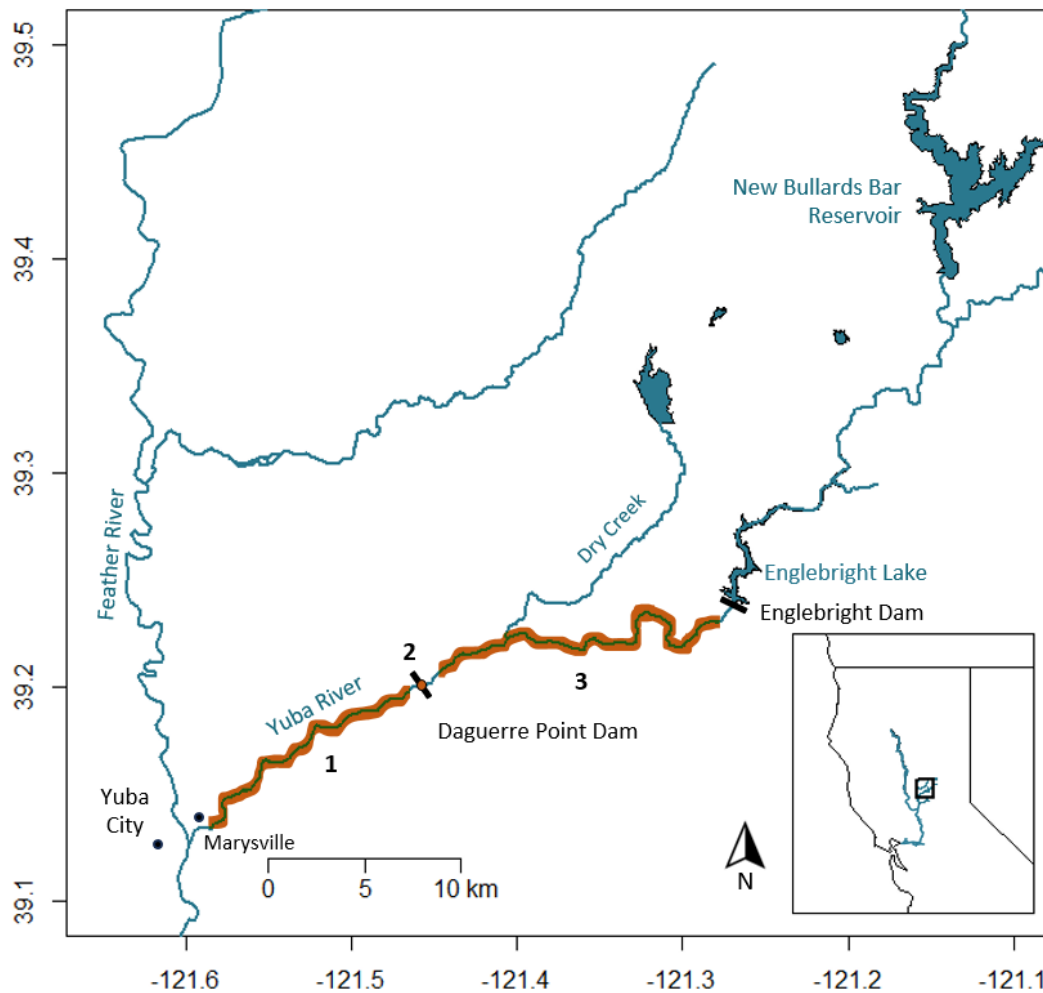 39.5
39.4
39.3
39.2
39.1
New Bullards Bar
Reservoir
Feather River
Dry Creek
Englebright Lake
Englebright Dam
2
3
Yuba River
Daguerre Point Dam
1
Yuba
City
Marysville
0
5
10 km
N
-121.6
-121.5
-121.4
-121.3
-121.2
-121.1